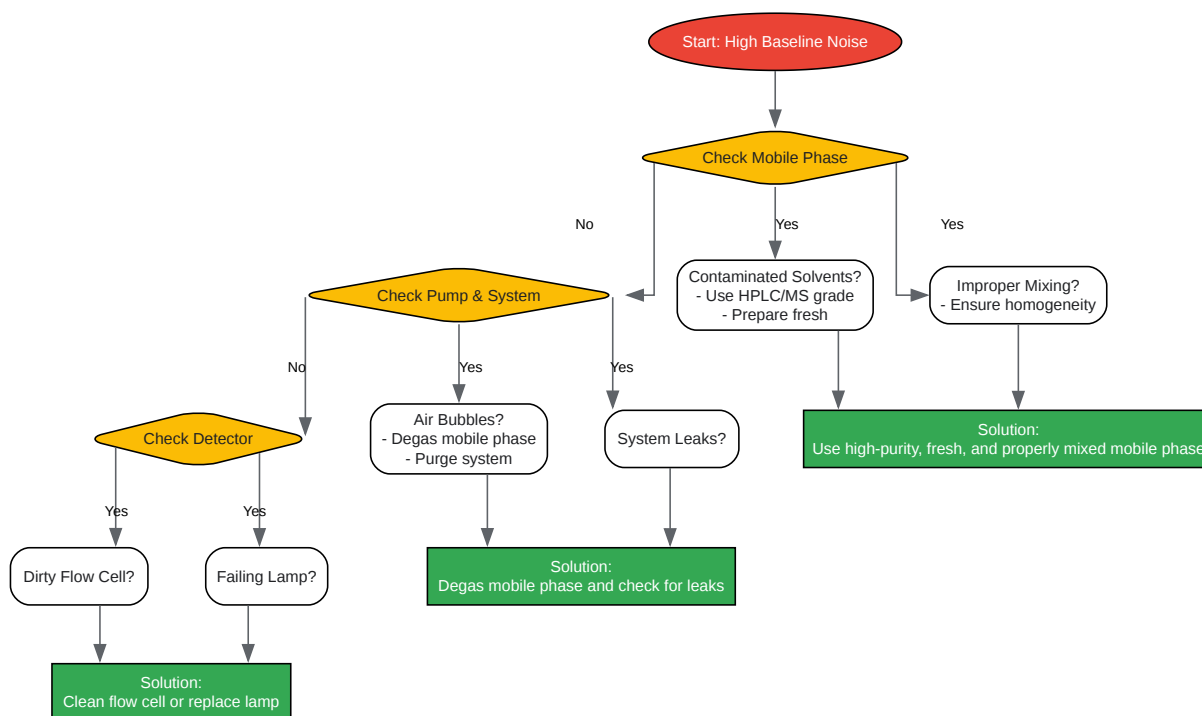 Start: High Baseline Noise
Check Mobile Phase
No
Yes
Yes
Check Pump & System
Contaminated Solvents?
- Use HPLC/MS grade
- Prepare fresh
Improper Mixing?
- Ensure homogeneity
No
Yes
Yes
Check Detector
Air Bubbles?
- Degas mobile phase
- Purge system
System Leaks?
Solution:
Use high-purity, fresh, and properly mixed mobile phase
Yes
Yes
Dirty Flow Cell?
Failing Lamp?
Solution:
Degas mobile phase and check for leaks
Solution:
Clean flow cell or replace lamp